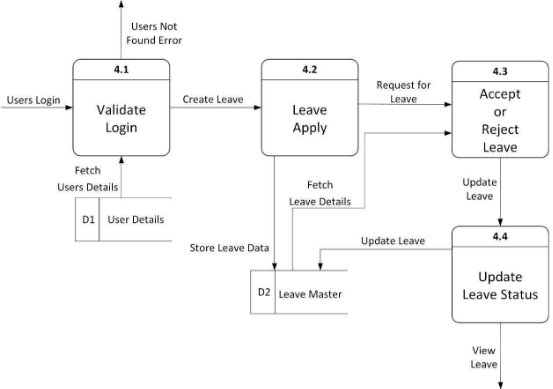 Users Not
Found Error
4.1
Validate
Login
Users Login
Create Leave
4.2
Leave
Apply
Request for
Leave
4.3
Accept
or
Reject
Leave
Fetch
Users Details
D1
User Details
Fetch
Leave Details
Update
Leave
Store Leave Data
Update Leave
4.4
Update
Leave Status
D2
Leave Master
View
Leave